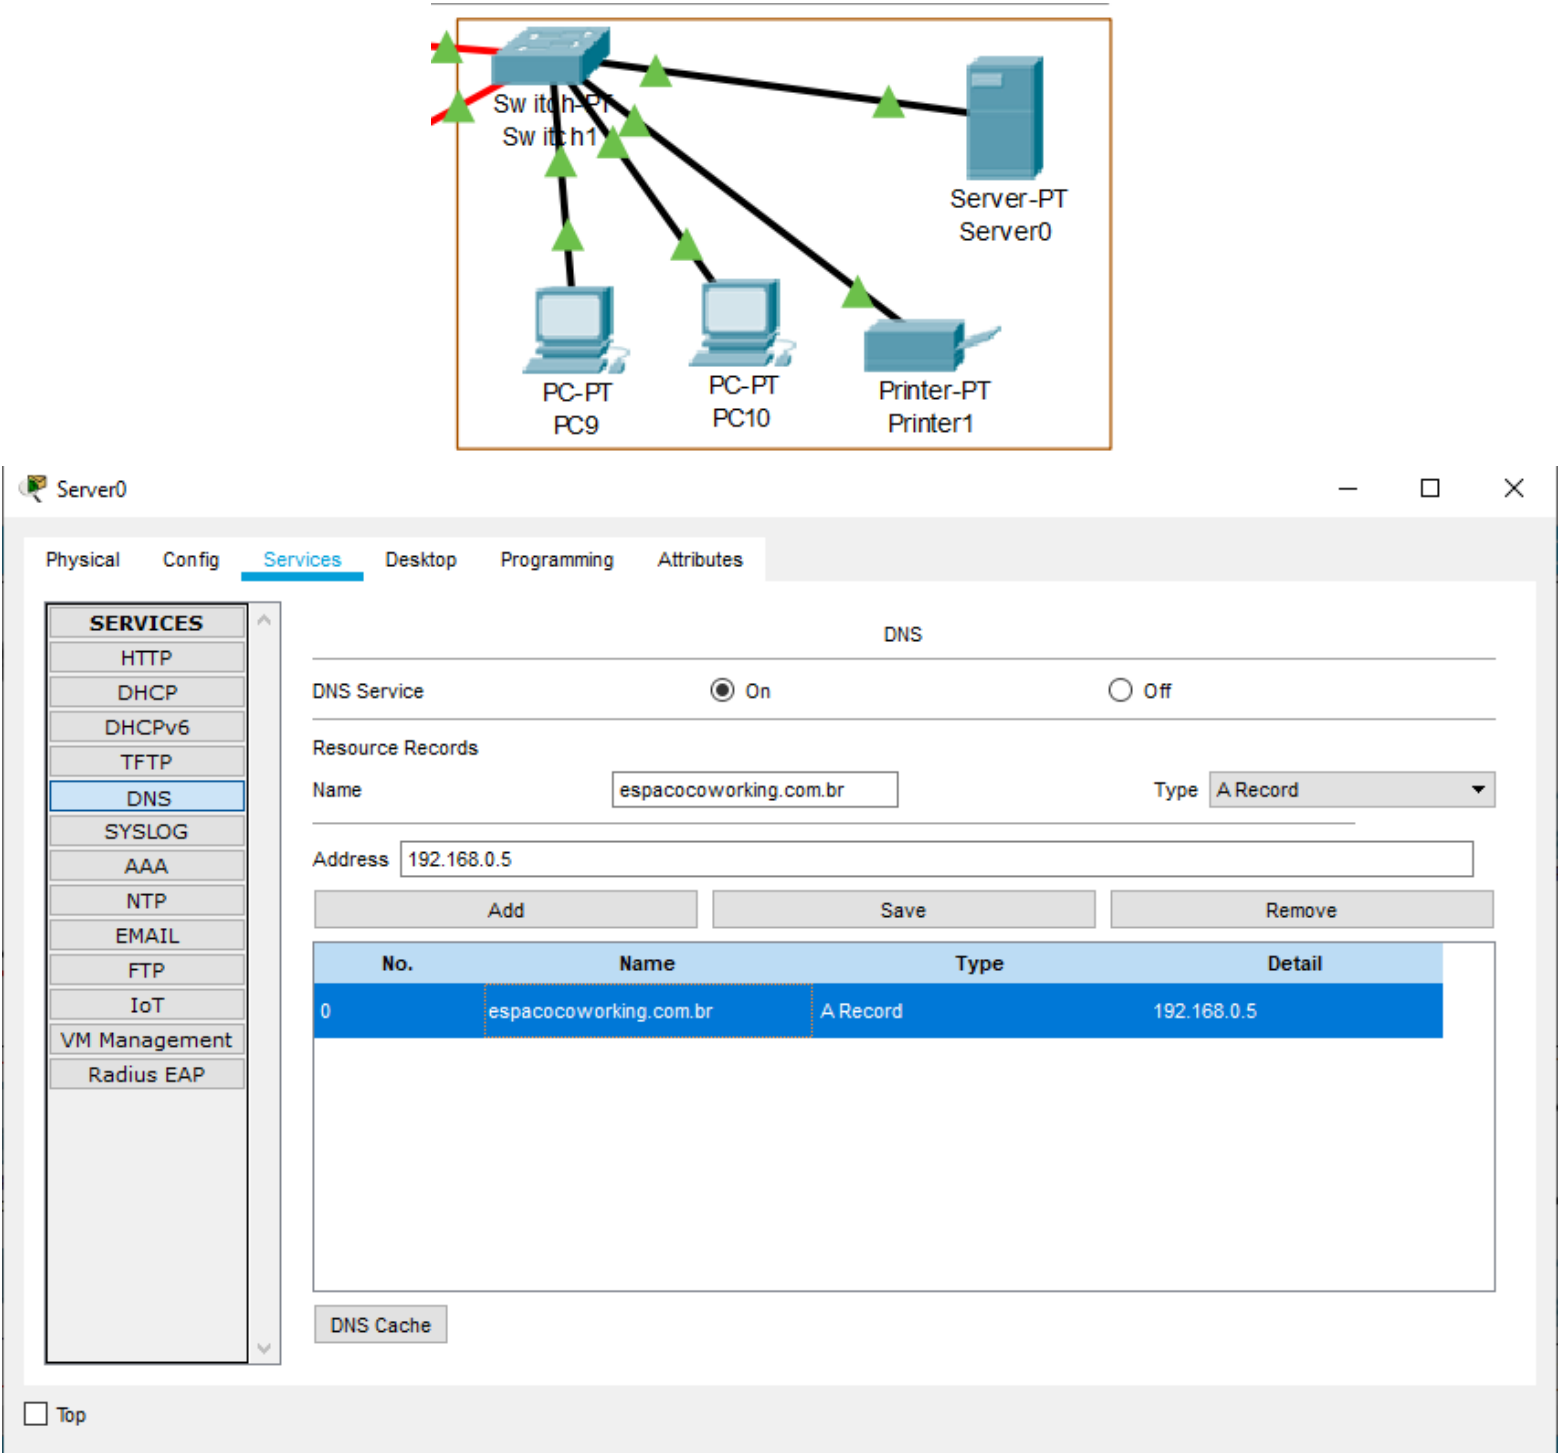 Switch-PT
Switch1
Server-PT
Server0
PC-PT
PC9
PC-PT
PC10
Printer-PT
Printer1
Server0
Physical Config Services Desktop Programming Attributes
SERVICES
HTTP
DHCP
DHCPv6
TFTP
DNS
SYSLOG
AAA
NTP
EMAIL
FTP
IoT
VM Management
Radius EAP
DNS
DNS Service On Off
Resource Records
Name espacocoworking.com.br Type A Record
Address 192.168.0.5
Add Save Remove
No. Name Type Detail
0 espacocoworking.com.br A Record 192.168.0.5
DNS Cache
Top